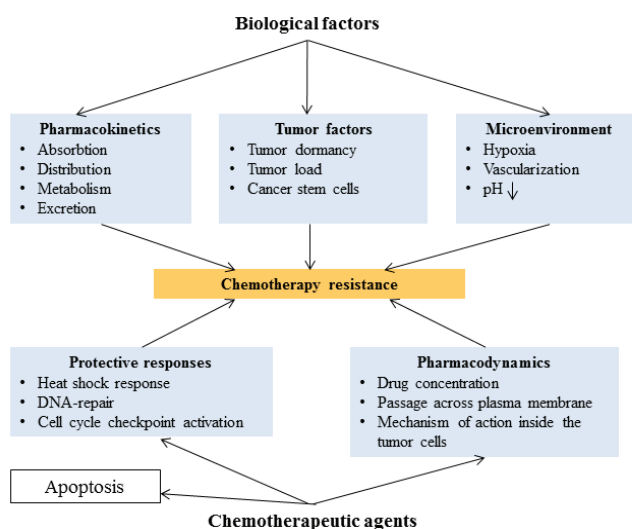 Biological factors
Pharmacokinetics
• Absorbtion
• Distribution
• Metabolism
• Excretion
Tumor factors
• Tumor dormancy
• Tumor load
• Cancer stem cells
Microenvironment
• Hypoxia
• Vascularization
• pH ↓
Chemotherapy resistance
Protective responses
• Heat shock response
• DNA-repair
• Cell cycle checkpoint activation
Pharmacodynamics
• Drug concentration
• Passage across plasma membrane
• Mechanism of action inside the
tumor cells
Apoptosis
Chemotherapeutic agents